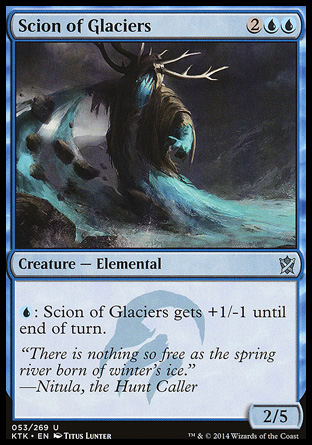 Scion of Glaciers 2
Creature — Elemental
: Scion of Glaciers gets +1/-1 until
end of turn.
“There is nothing so free as the spring
river born of winter’s ice.”
—Nitula, the Hunt Caller
053/269 U
KTK • EN Titus Lunter
™ & © 2014 Wizards of the Coast
2/5